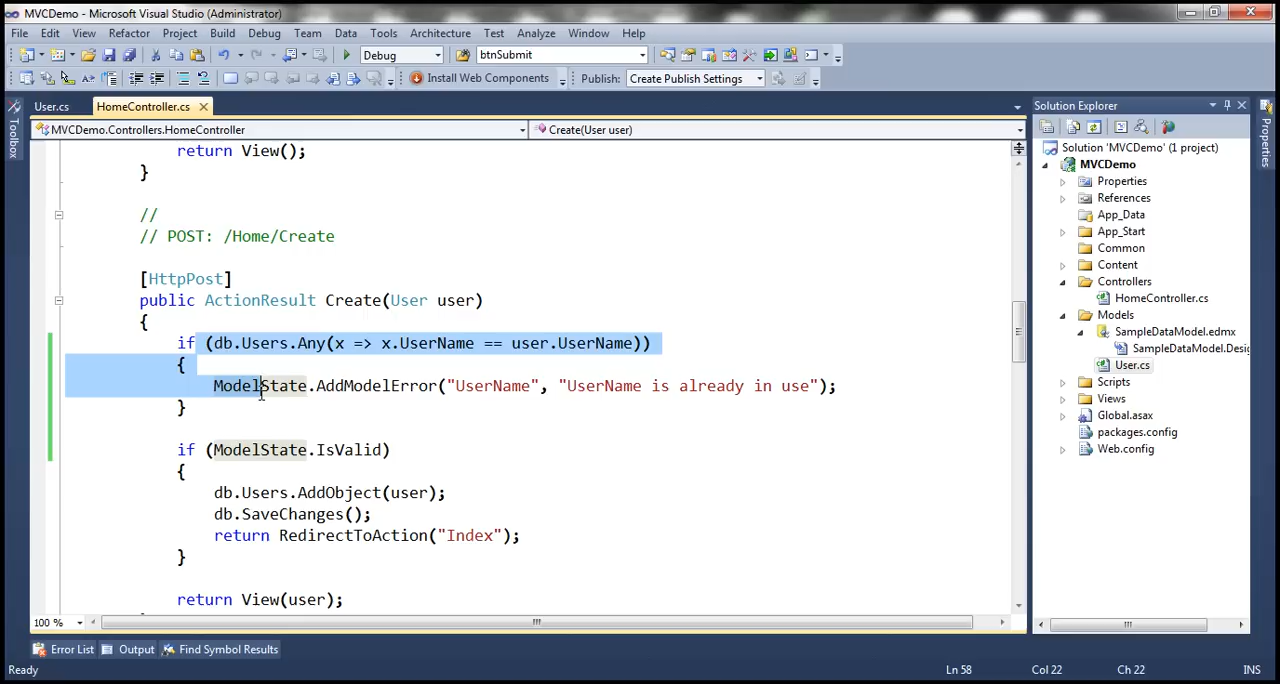 MVCDemo - Microsoft Visual Studio (Administrator)
File Edit View Refactor Project Build Debug Team Data Tools Architecture Test Analyze Window Help
Debug btnSubmit
Install Web Components Publish: Create Publish Settings
User.cs HomeController.cs
MVCDemo.Controllers.HomeController Create(User user)
Toolbox
return View();
}
//
// POST: /Home/Create
[HttpPost]
public ActionResult Create(User user)
{
if (db.Users.Any(x => x.UserName == user.UserName))
{
ModelState.AddModelError("UserName", "UserName is already in use");
}
if (ModelState.IsValid)
{
db.Users.AddObject(user);
db.SaveChanges();
return RedirectToAction("Index");
}
return View(user);
100 %
Solution Explorer
Solution 'MVCDemo' (1 project)
MVCDemo
Properties
References
App_Data
App_Start
Common
Content
Controllers
HomeController.cs
Models
SampleDataModel.edmx
SampleDataModel.Desig
User.cs
Scripts
Views
Global.asax
packages.config
Web.config
Properties
Error List Output Find Symbol Results
Ready Ln 58 Col 22 Ch 22 INS